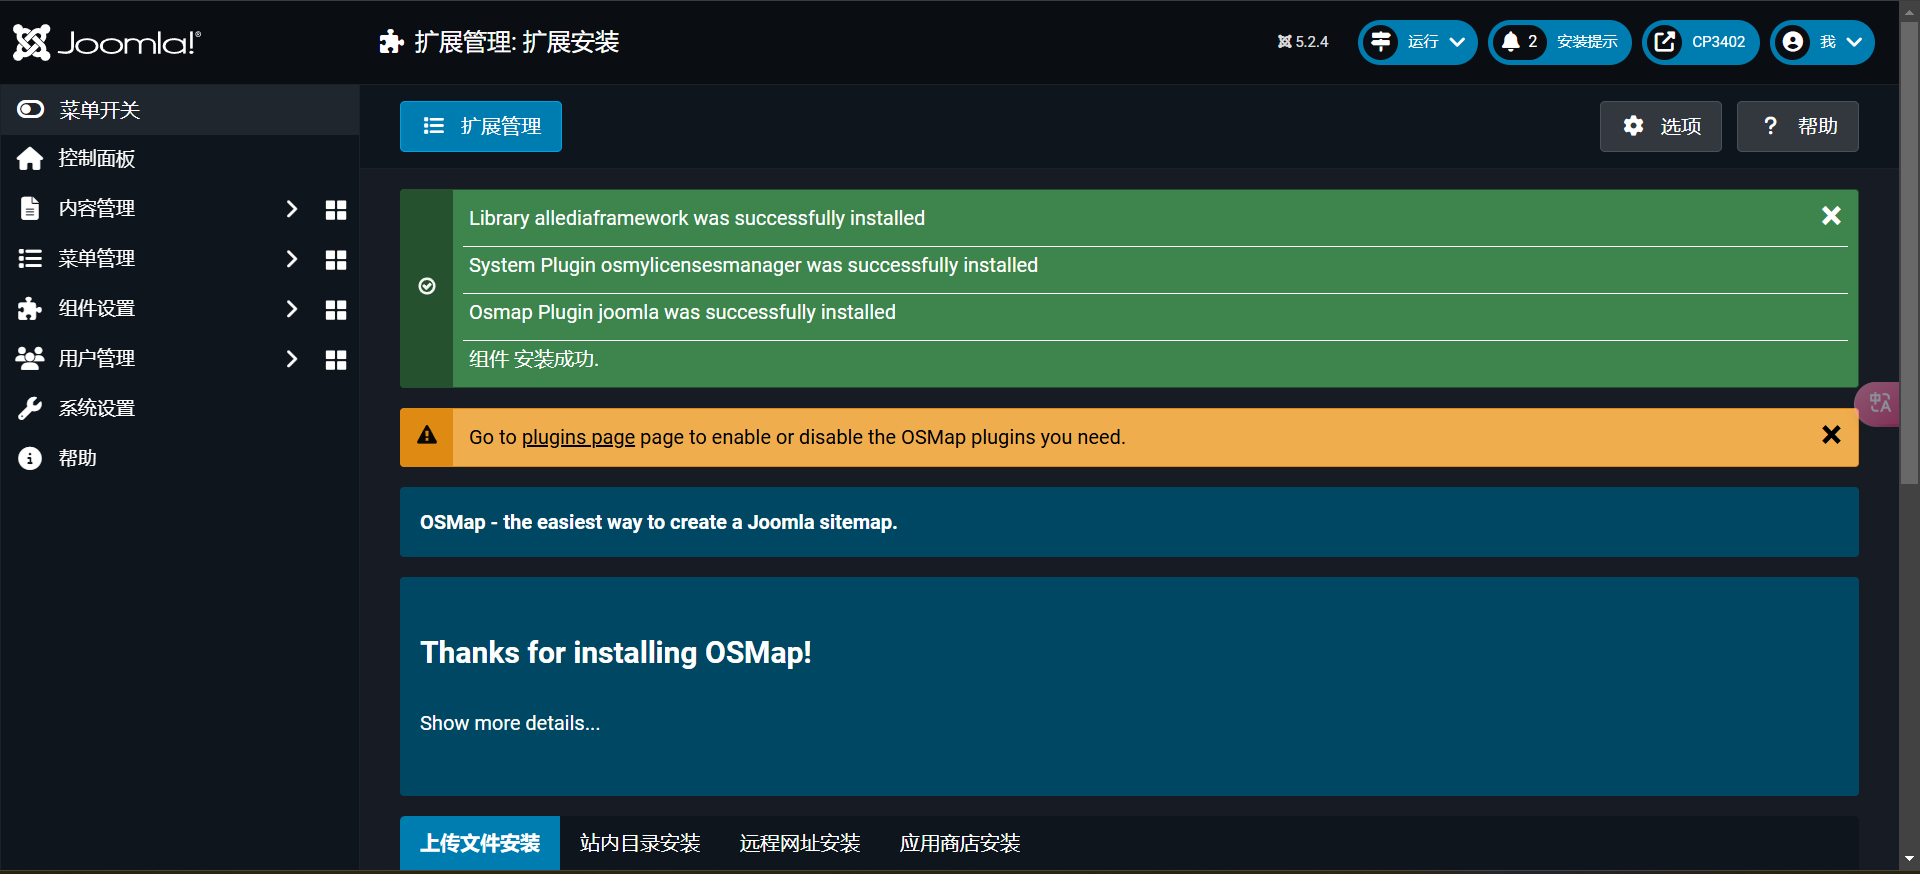 Joomla!®
扩展管理: 扩展安装
5.2.4
运行
2
安装提示
CP3402
我
菜单开关
控制面板
内容管理
菜单管理
组件设置
用户管理
系统设置
帮助
扩展管理
选项
? 帮助
Library allediaframework was successfully installed
System Plugin osmylicensesmanager was successfully installed
Osmap Plugin joomla was successfully installed
组件 安装成功.
Go to plugins page page to enable or disable the OSMap plugins you need.
中A
OSMap - the easiest way to create a Joomla sitemap.
Thanks for installing OSMap!
Show more details...
上传文件安装
站内目录安装
远程网址安装
应用商店安装